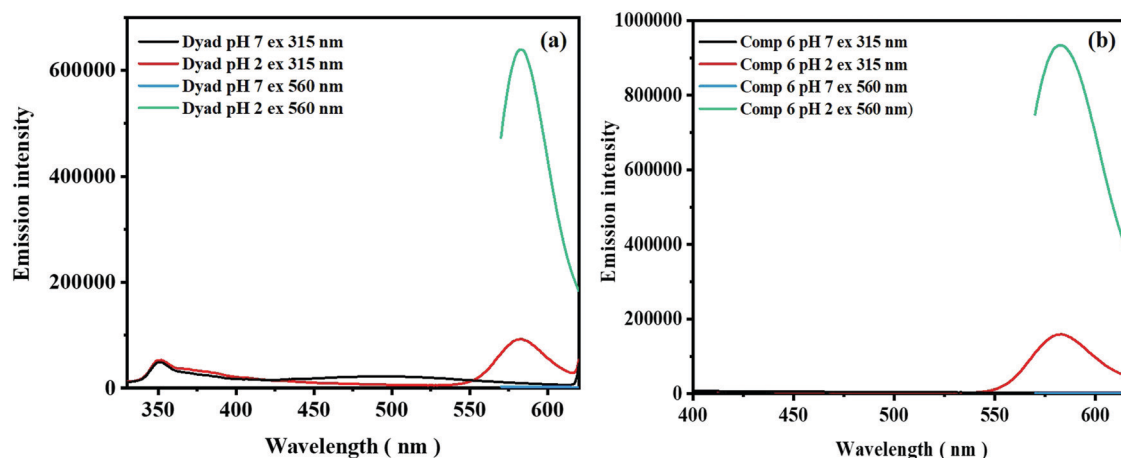 (a)
Dyad pH 7 ex 315 nm
Dyad pH 2 ex 315 nm
Dyad pH 7 ex 560 nm
Dyad pH 2 ex 560 nm
Emission intensity
600000
400000
200000
0
350 400 450 500 550 600
Wavelength ( nm )
(b)
Comp 6 pH 7 ex 315 nm
Comp 6 pH 2 ex 315 nm
Comp 6 pH 7 ex 560 nm
Comp 6 pH 2 ex 560 nm)
Emission intensity
1000000
800000
600000
400000
200000
0
400 450 500 550 600
Wavelength ( nm )